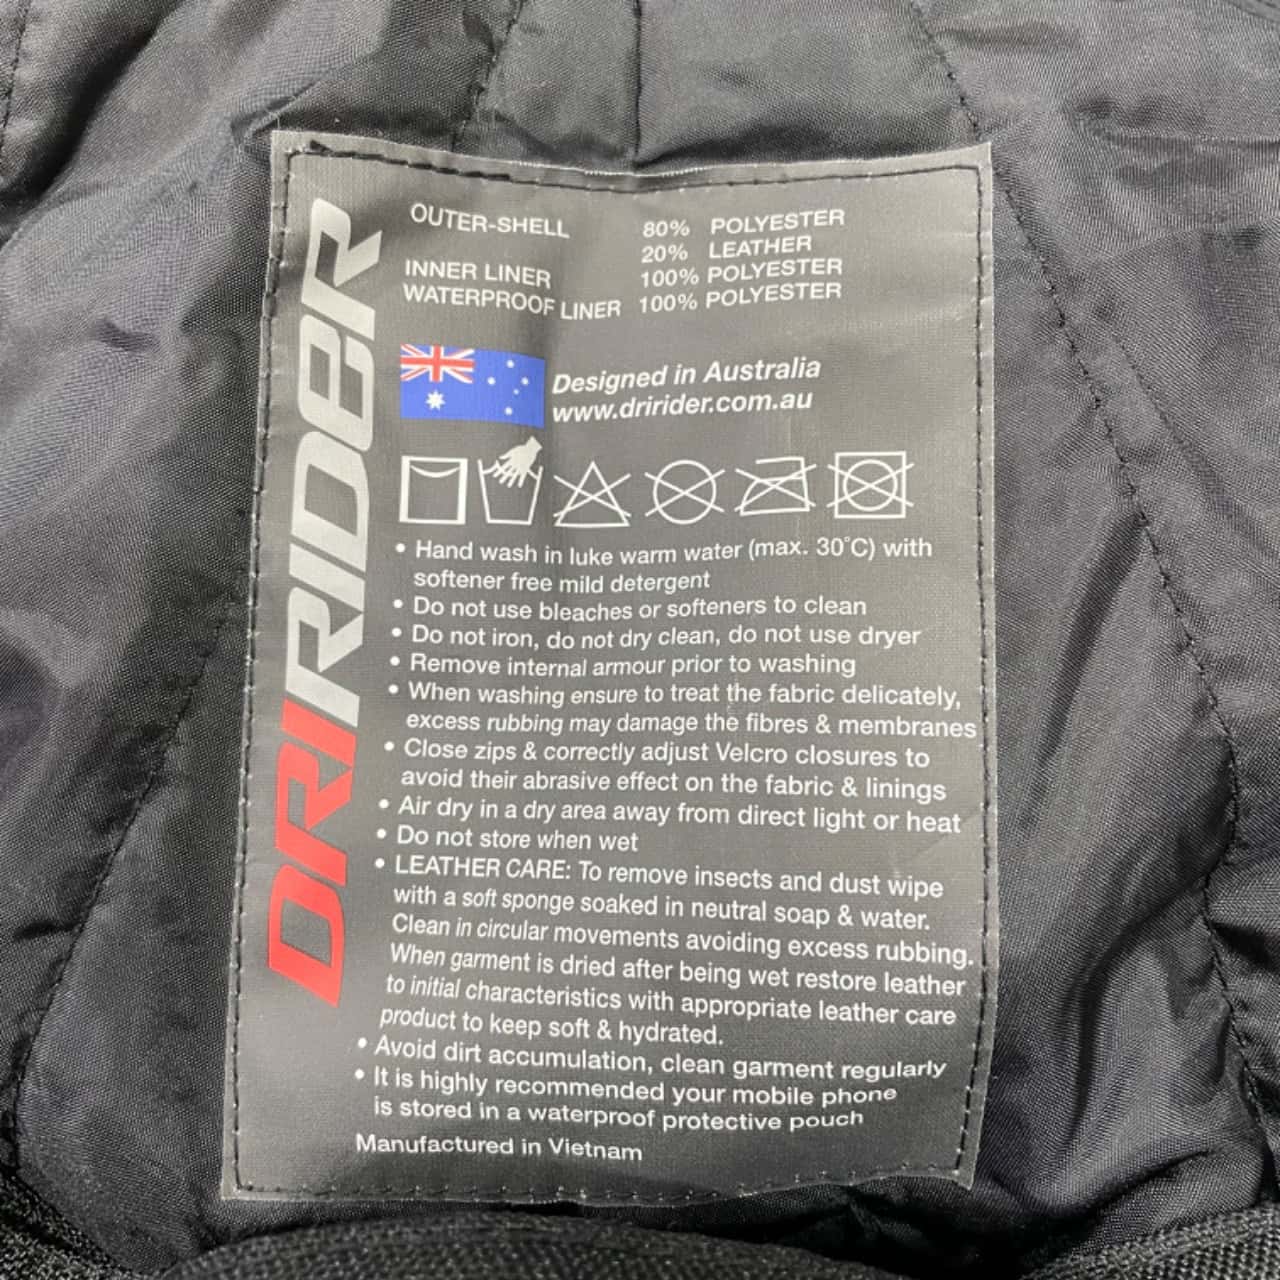 DRIRIDER
OUTER-SHELL 80% POLYESTER
20% LEATHER
INNER LINER 100% POLYESTER
WATERPROOF LINER 100% POLYESTER
Designed in Australia
www.dririder.com.au
• Hand wash in luke warm water (max. 30°C) with
softener free mild detergent
• Do not use bleaches or softeners to clean
• Do not iron, do not dry clean, do not use dryer
• Remove internal armour prior to washing
• When washing ensure to treat the fabric delicately,
excess rubbing may damage the fibres & membranes
• Close zips & correctly adjust Velcro closures to
avoid their abrasive effect on the fabric & linings
• Air dry in a dry area away from direct light or heat
• Do not store when wet
• LEATHER CARE: To remove insects and dust wipe
with a soft sponge soaked in neutral soap & water.
Clean in circular movements avoiding excess rubbing.
When garment is dried after being wet restore leather
to initial characteristics with appropriate leather care
product to keep soft & hydrated.
• Avoid dirt accumulation, clean garment regularly
• It is highly recommended your mobile phone
is stored in a waterproof protective pouch
Manufactured in Vietnam